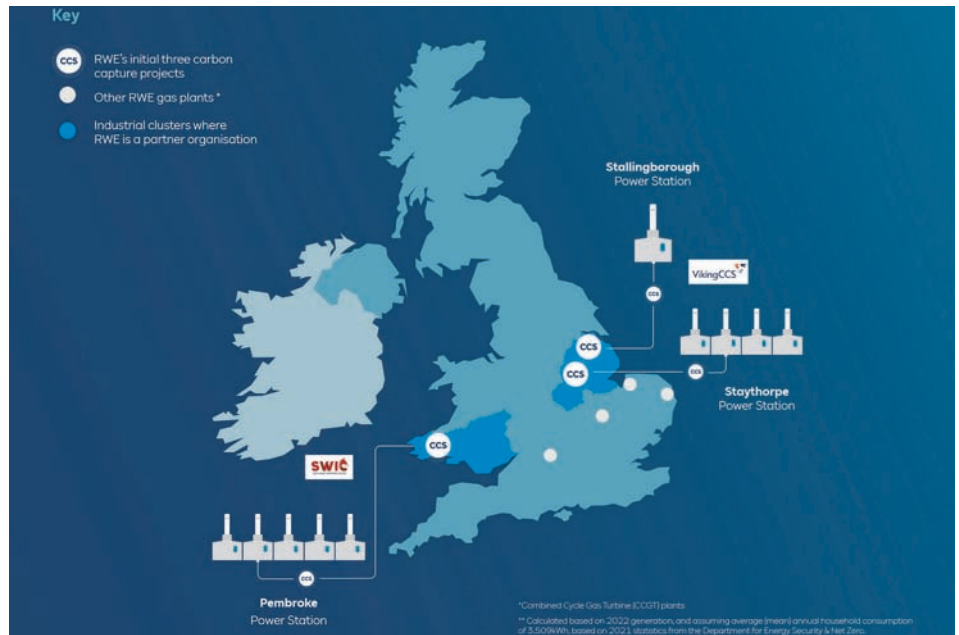 Key
CCS
RWE's initial three carbon
capture projects
Other RWE gas plants *
Industrial clusters where
RWE is a partner organisation
Stallingborough
Power Station
VikingCCS
CCS
CCS
CCS
CCS
Staythorpe
Power Station
CCS
SWIC
CCS
Pembroke
Power Station
*Combined Cycle Gas Turbine (CCGT) plants
** Calculated based on 2022 generation, and assuming average (mean) annual household consumption
of 3,509kWh, based on 2021 statistics from the Department for Energy Security & Net Zero.